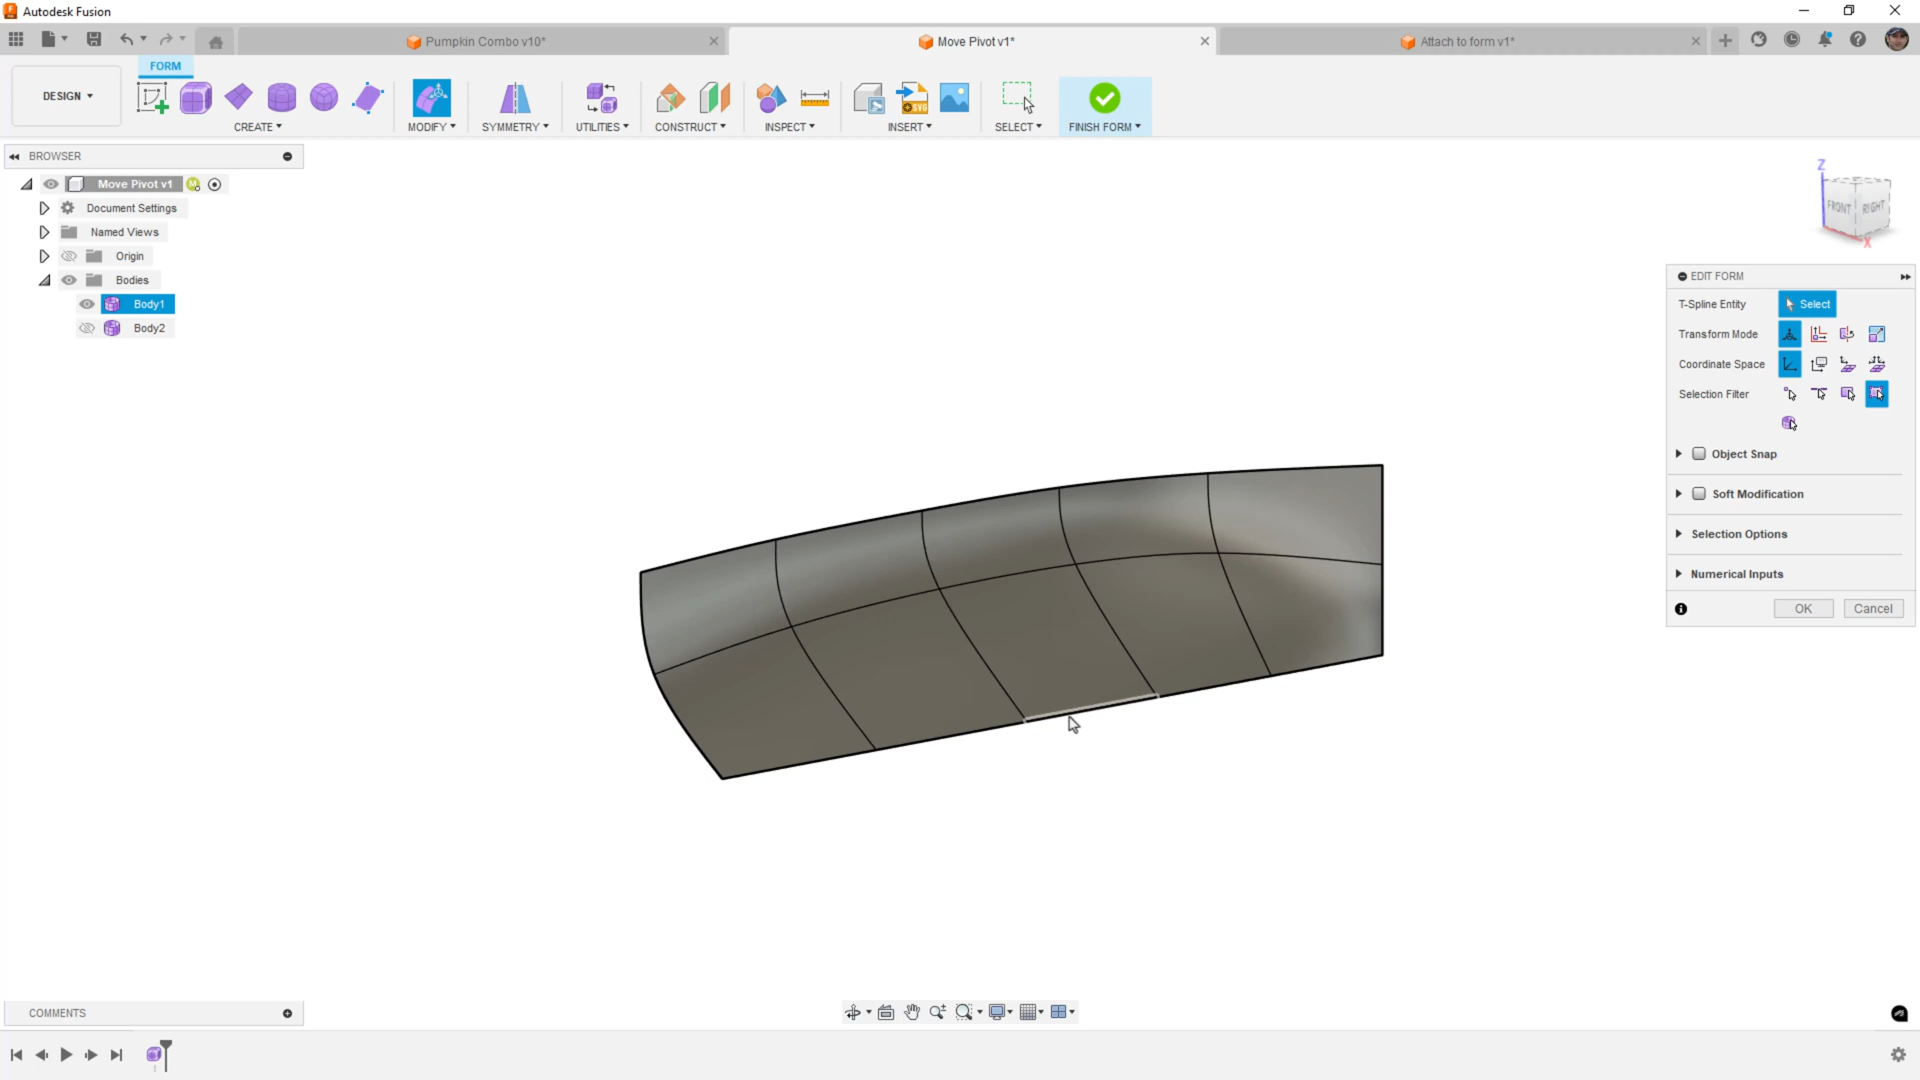 Autodesk Fusion
Pumpkin Combo v10*
Move Pivot v1*
Attach to form v1*
FORM
DESIGN
CREATE
MODIFY
SYMMETRY
UTILITIES
CONSTRUCT
INSPECT
INSERT
SELECT
FINISH FORM
BROWSER
Move Pivot v1
Document Settings
Named Views
Origin
Bodies
Body1
Body2
Z
FRONT
RIGHT
X
EDIT FORM
T-Spline Entity
Select
Transform Mode
Coordinate Space
Selection Filter
Object Snap
Soft Modification
Selection Options
Numerical Inputs
OK
Cancel
COMMENTS